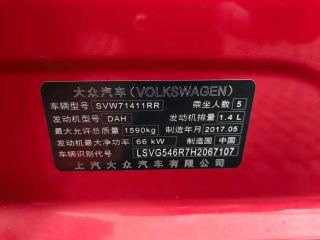 大众汽车(VOLKSWAGEN)
车辆型号 SVW71411RR 乘坐人数 5
发动机型号 DAH 发动机排量 1.4 L
最大允许总质量 1590kg 制造年月 2017.05
发动机最大净功率 66 kW 制造国 中国
车辆识别代号 LSVG546R7H2067107
上汽大众汽车有限公司